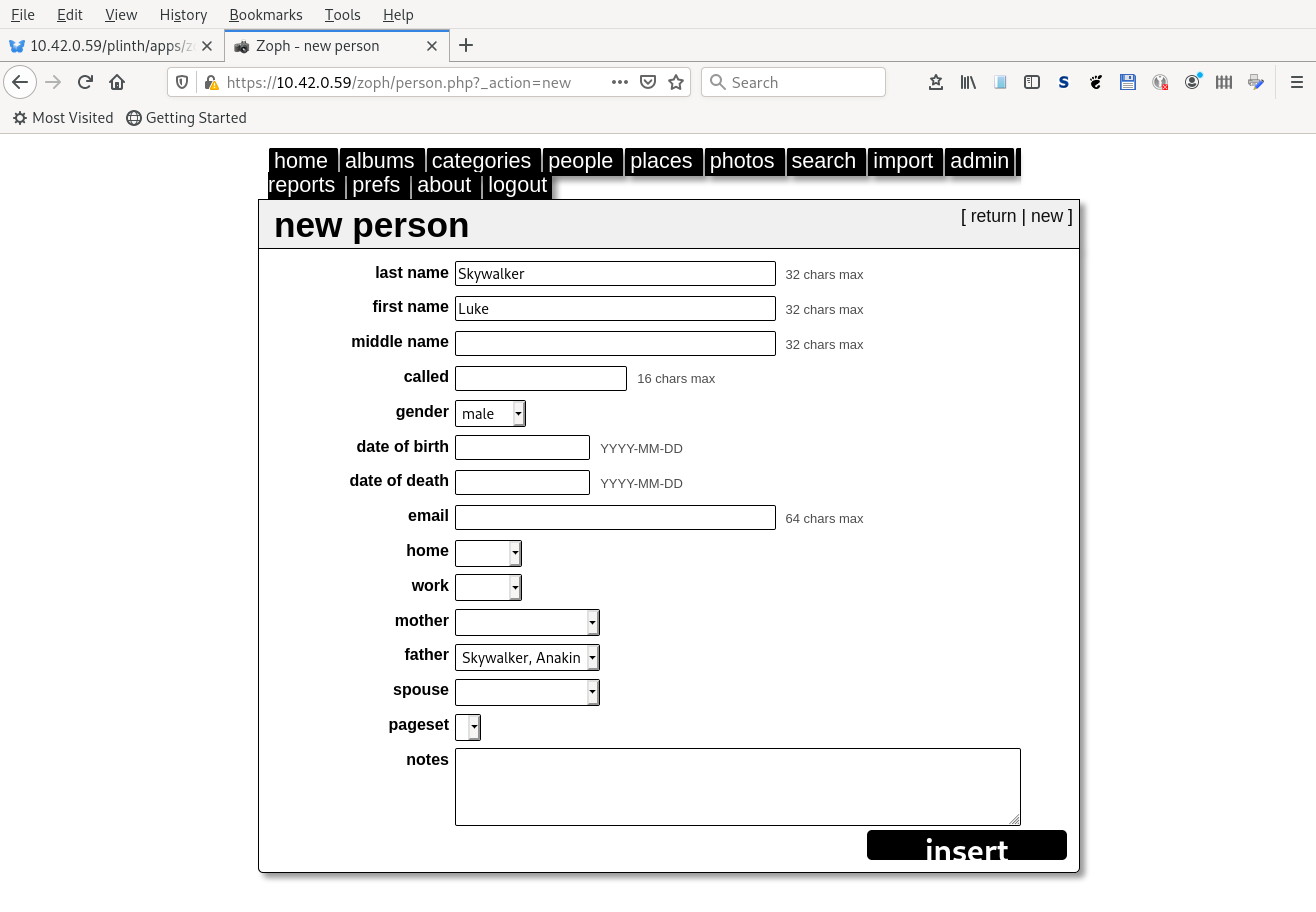 File Edit View History Bookmarks Tools Help
10.42.0.59/plinth/apps/z Zoph - new person
https://10.42.0.59/zoph/person.php?_action=new Search
Most Visited Getting Started
home albums categories people places photos search import admin
reports prefs about logout
new person [ return | new ]
last name Skywalker 32 chars max
first name Luke 32 chars max
middle name 32 chars max
called 16 chars max
gender male
date of birth YYYY-MM-DD
date of death YYYY-MM-DD
email 64 chars max
home
work
mother
father Skywalker, Anakin
spouse
pageset
notes
insert